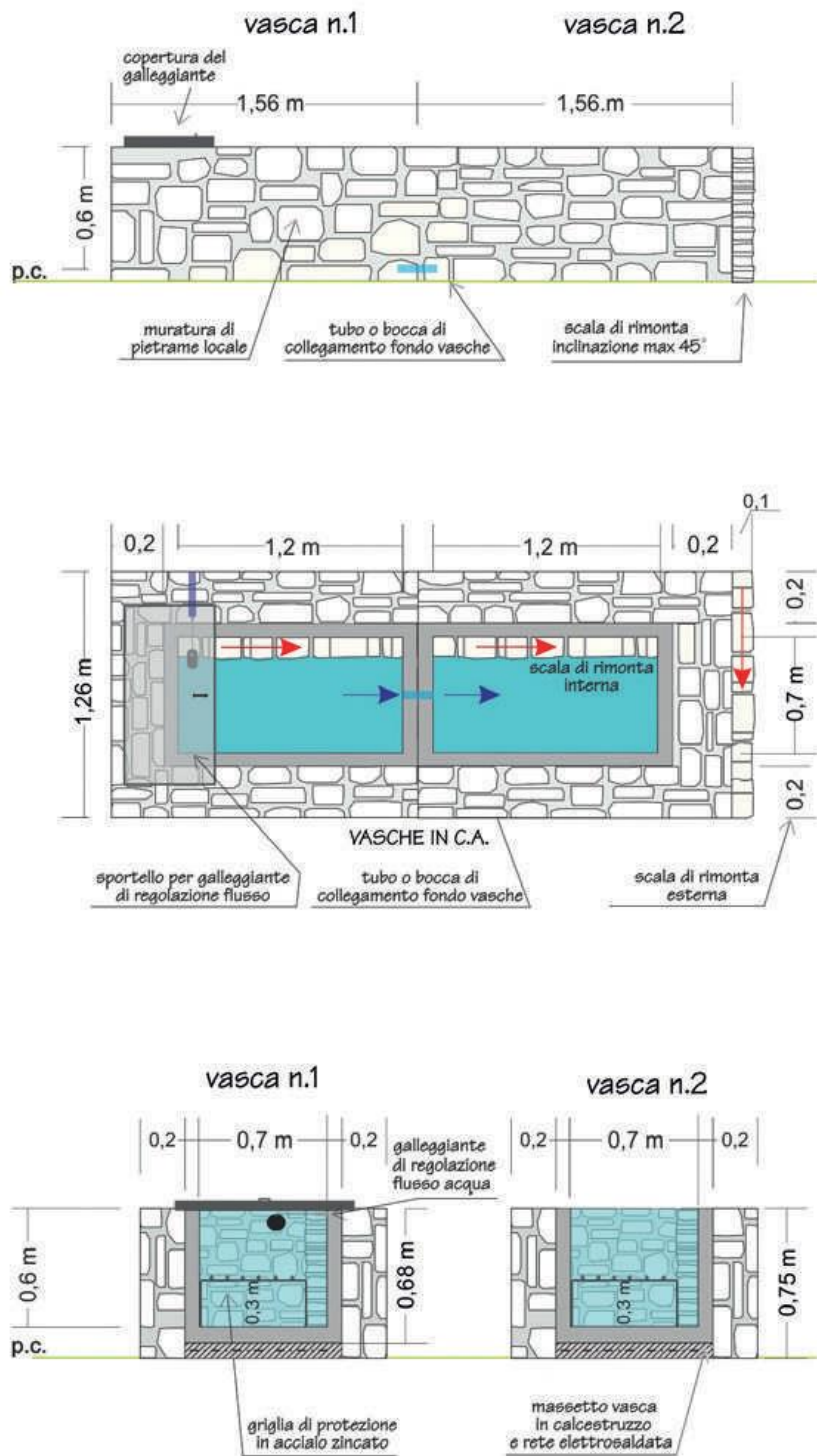 vasca n.1
vasca n.2
copertura del
galleggiante
1,56 m
1,56.m
0,6 m
p.c.
muratura di
pietrame locale
tubo o bocca di
collegamento fondo vasche
scala di rimonta
inclinazione max 45°
0,1
0,2
1,2 m
1,2 m
0,2
0,2
1,26 m
scala di rimonta
interna
0,7 m
0,2
VASCHE IN C.A.
sportello per galleggiante
di regolazione flusso
tubo o bocca di
collegamento fondo vasche
scala di rimonta
esterna
vasca n.1
vasca n.2
0,2
0,7 m
0,2
galleggiante
di regolazione
flusso acqua
0,2
0,7 m
0,2
0,6 m
0,3 m
0,68 m
0,3 m
0,75 m
p.c.
griglia di protezione
in acciaio zincato
massetto vasca
in calcestruzzo
e rete elettrosaldata